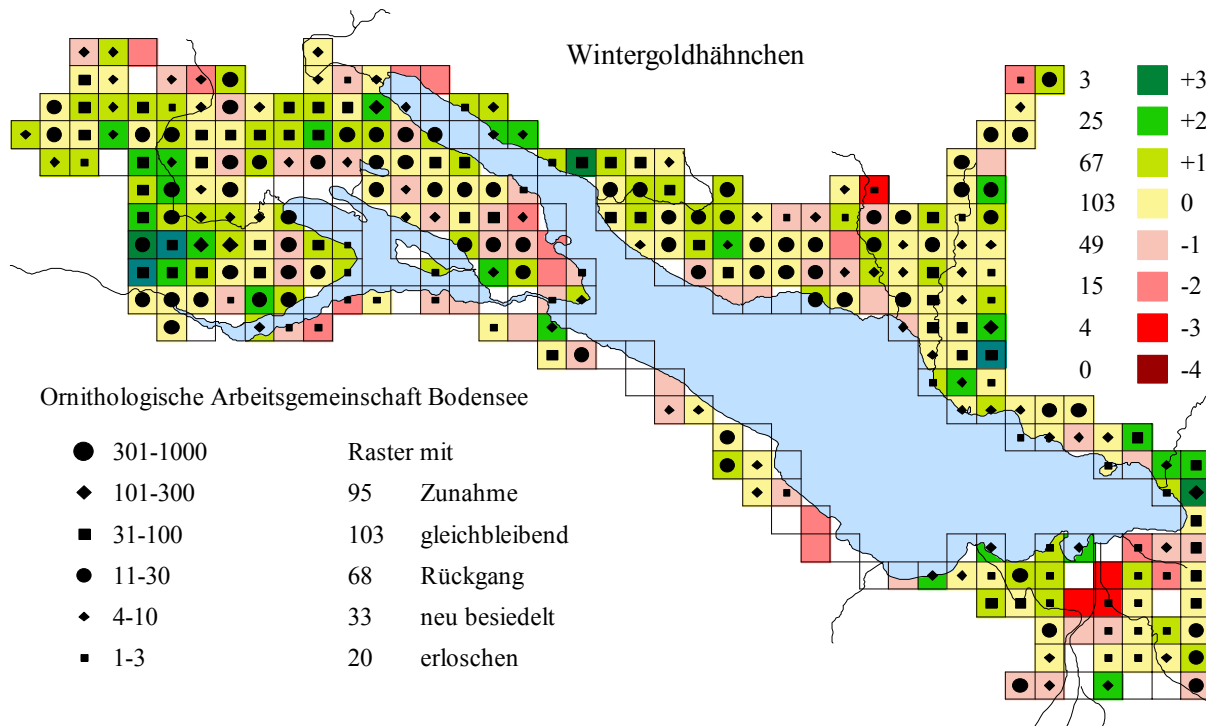 Wintergoldhähnchen
3 +3
25 +2
67 +1
103 0
49 -1
15 -2
4 -3
0 -4
Ornithologische Arbeitsgemeinschaft Bodensee
301-1000 Raster mit
101-300 95 Zunahme
31-100 103 gleichbleibend
11-30 68 Rückgang
4-10 33 neu besiedelt
1-3 20 erloschen